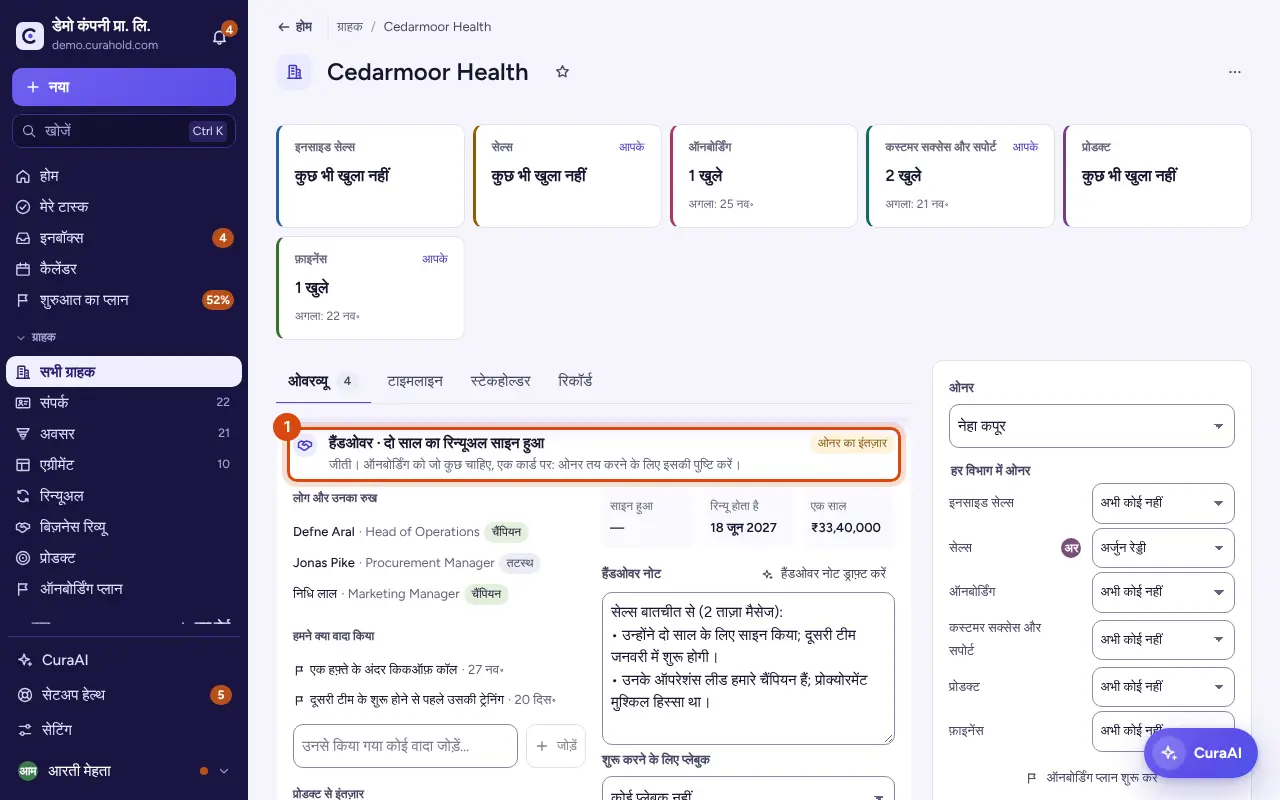 डेमो कंपनी प्रा. लि.
demo.curahold.com
4
+ नया
खोजें
Ctrl K
होम
मेरे टास्क
इनबॉक्स
4
कैलेंडर
शुरुआत का प्लान
52%
ग्राहक
सभी ग्राहक
संपर्क
22
अवसर
21
एग्रीमेंट
10
रिन्यूअल
बिज़नेस रिव्यू
प्रोडक्ट
ऑनबोर्डिंग प्लान
CuraAI
सेटअप हेल्थ
5
सेटिंग
आम
आरती मेहता
← होम
ग्राहक / Cedarmoor Health
Cedarmoor Health
इनसाइड सेल्स
कुछ भी खुला नहीं
सेल्स
आपके
कुछ भी खुला नहीं
ऑनबोर्डिंग
1 खुले
अगला: 25 नव॰
कस्टमर सक्सेस और सपोर्ट
आपके
2 खुले
अगला: 21 नव॰
प्रोडक्ट
कुछ भी खुला नहीं
फ़ाइनेंस
आपके
1 खुले
अगला: 22 नव॰
ओवरव्यू 4
टाइमलाइन
स्टेकहोल्डर
रिकॉर्ड
1
हैंडओवर · दो साल का रिन्यूअल साइन हुआ
ओनर का इंतज़ार
जीती। ऑनबोर्डिंग को जो कुछ चाहिए, एक कार्ड पर: ओनर तय करने के लिए इसकी पुष्टि करें।
लोग और उनका रुख
Defne Aral · Head of Operations चैंपियन
Jonas Pike · Procurement Manager तटस्थ
निधि लाल · Marketing Manager चैंपियन
हमने क्या वादा किया
एक हफ़्ते के अंदर किकऑफ़ कॉल · 27 नव॰
दूसरी टीम के शुरू होने से पहले उसकी ट्रेनिंग · 20 दिस॰
उनसे किया गया कोई वादा जोड़ें...
+ जोड़ें
प्रोडक्ट से इंतज़ार
साइन हुआ
—
रिन्यू होता है
18 जून 2027
एक साल
₹33,40,000
हैंडओवर नोट
हैंडओवर नोट ड्राफ़्ट करें
सेल्स बातचीत से (2 ताज़ा मैसेज):
• उन्होंने दो साल के लिए साइन किया; दूसरी टीम
जनवरी में शुरू होगी।
• उनके ऑपरेशंस लीड हमारे चैंपियन हैं; प्रोक्योरमेंट
मुश्किल हिस्सा था।
शुरू करने के लिए प्लेबुक
कोई प्लेबुक नहीं
ओनर
नेहा कपूर
हर विभाग में ओनर
इनसाइड सेल्स
अभी कोई नहीं
सेल्स
अर
अर्जुन रेड्डी
ऑनबोर्डिंग
अभी कोई नहीं
कस्टमर सक्सेस और
सपोर्ट
अभी कोई नहीं
प्रोडक्ट
अभी कोई नहीं
फ़ाइनेंस
अभी कोई नहीं
CuraAI
ऑनबोर्डिंग प्लान शुरू करें